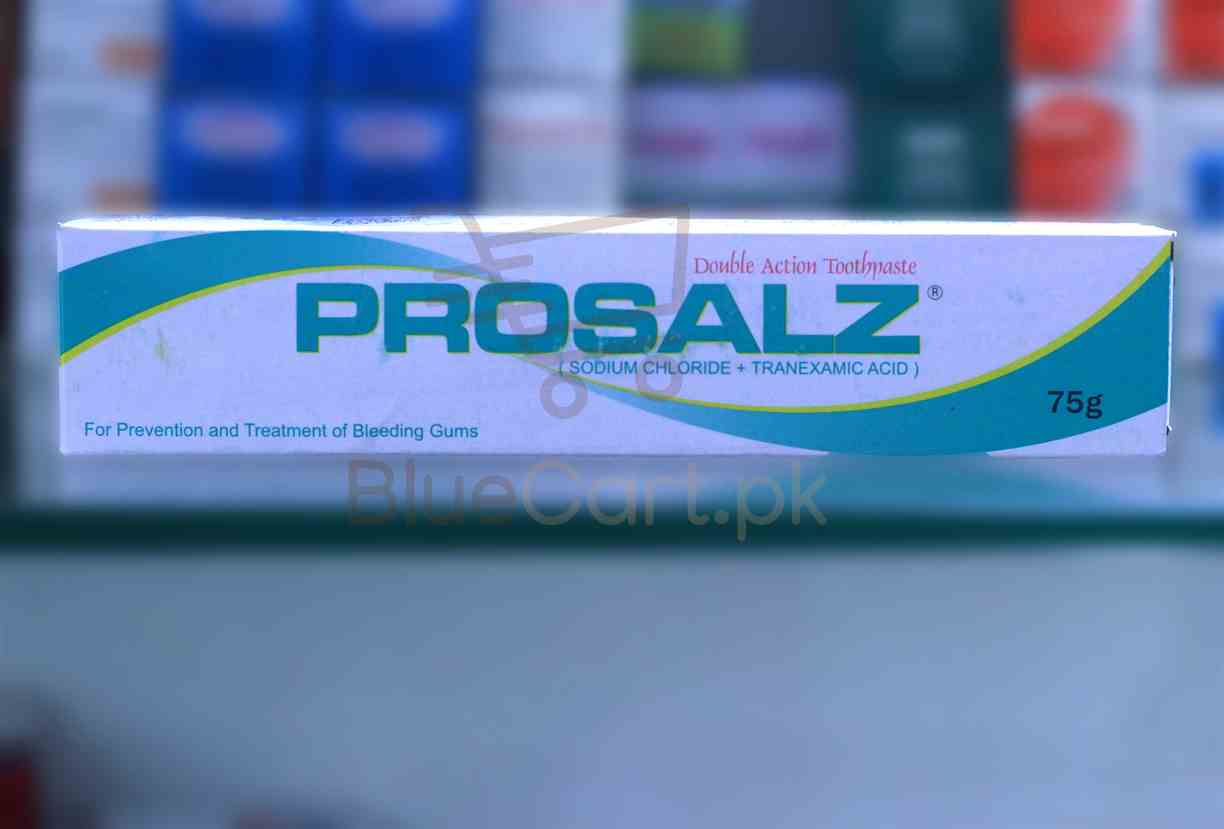 Double Action Toothpaste
PROSALZ ®
( SODIUM CHLORIDE + TRANEXAMIC ACID )
75g
For Prevention and Treatment of Bleeding Gums
BlueCart.pk